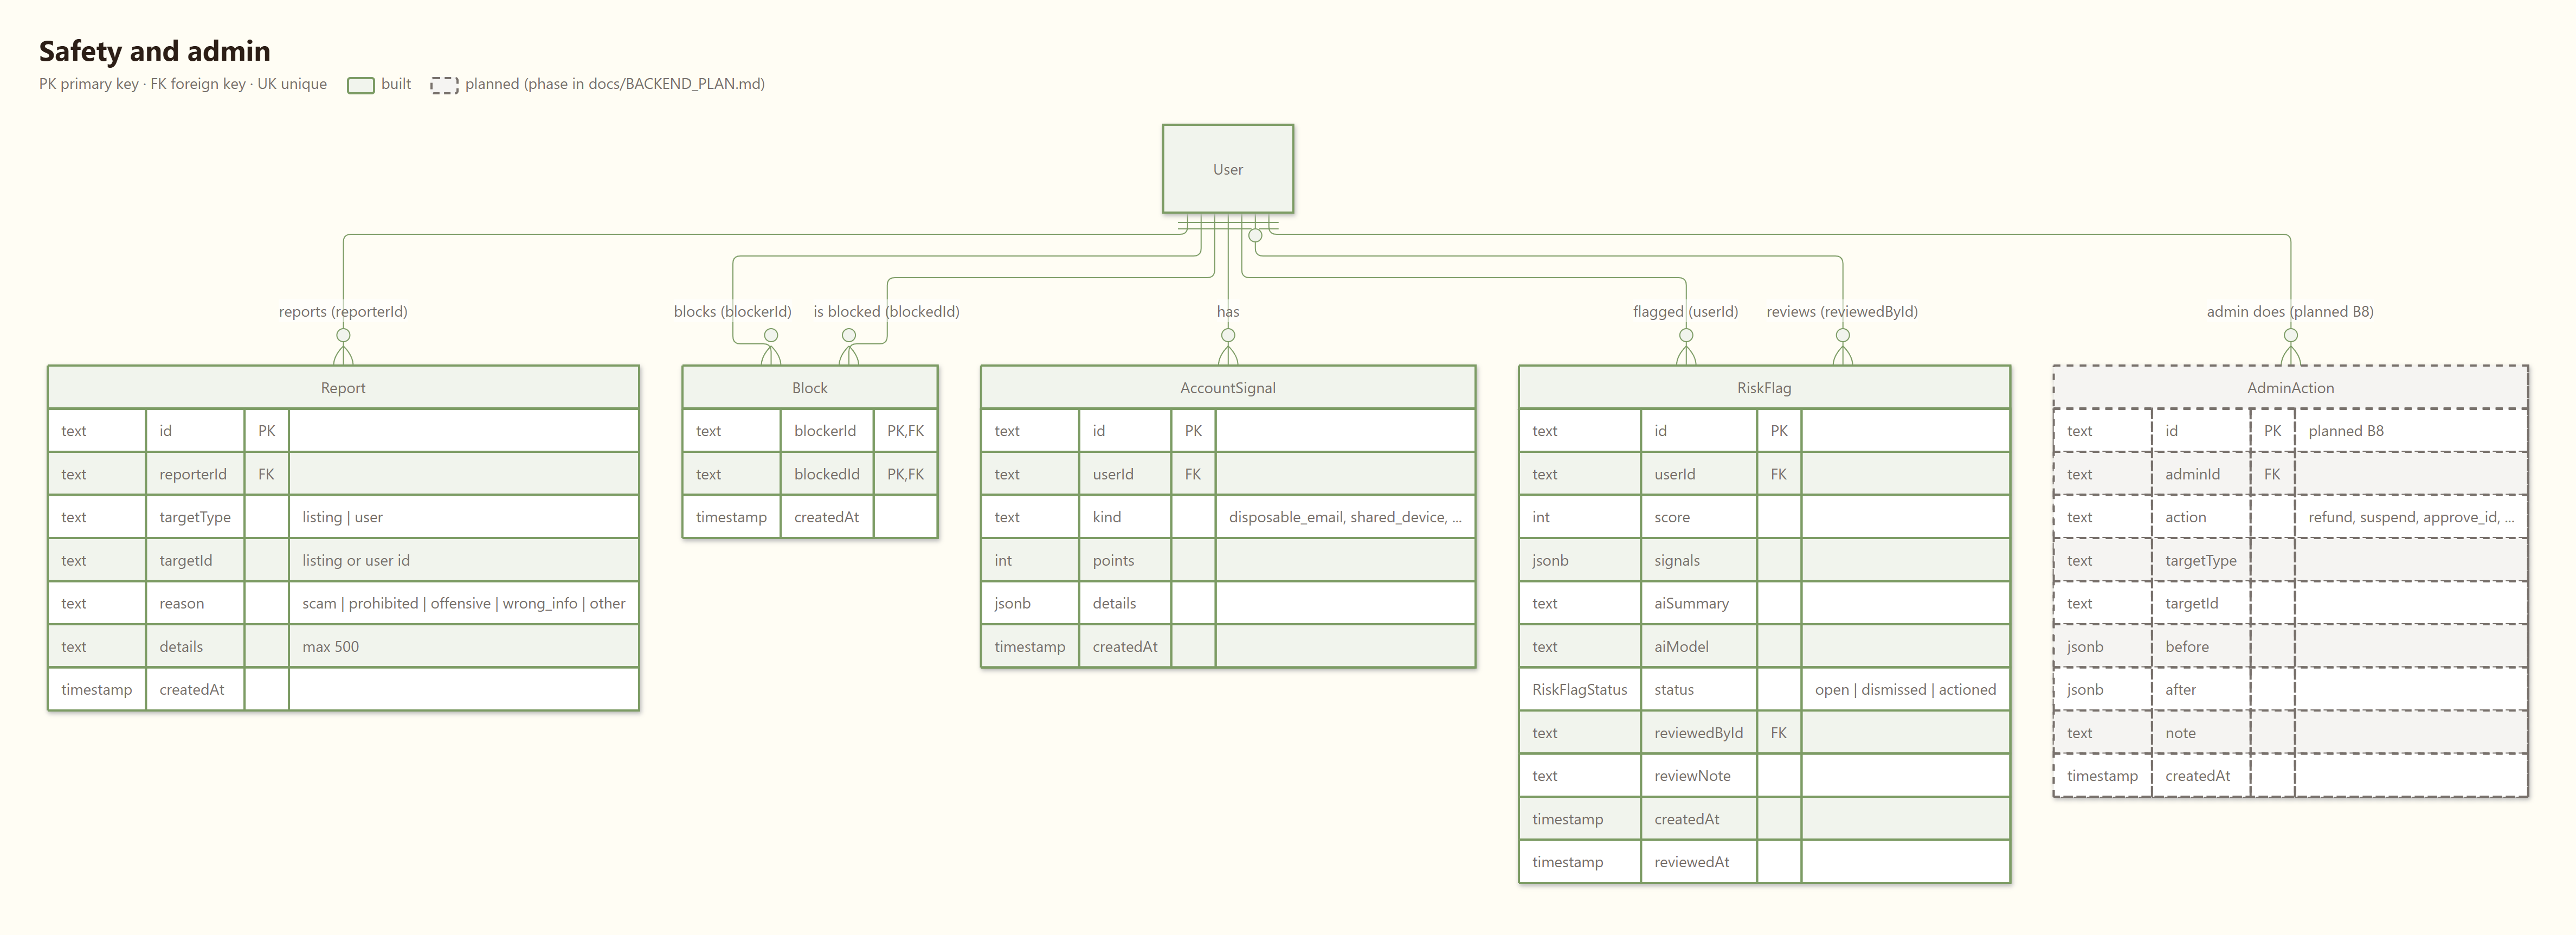 Safety and admin
PK primary key · FK foreign key · UK unique built planned (phase in docs/BACKEND_PLAN.md)
User
reports (reporterId) blocks (blockerId) is blocked (blockedId) has flagged (userId) reviews (reviewedById) admin does (planned B8)
Report
text id PK
text reporterId FK
text targetType listing | user
text targetId listing or user id
text reason scam | prohibited | offensive | wrong_info | other
text details max 500
timestamp createdAt
Block
text blockerId PK,FK
text blockedId PK,FK
timestamp createdAt
AccountSignal
text id PK
text userId FK
text kind disposable_email, shared_device, ...
int points
jsonb details
timestamp createdAt
RiskFlag
text id PK
text userId FK
int score
jsonb signals
text aiSummary
text aiModel
RiskFlagStatus status open | dismissed | actioned
text reviewedById FK
text reviewNote
timestamp createdAt
timestamp reviewedAt
AdminAction
text id PK planned B8
text adminId FK
text action refund, suspend, approve_id, ...
text targetType
text targetId
jsonb before
jsonb after
text note
timestamp createdAt